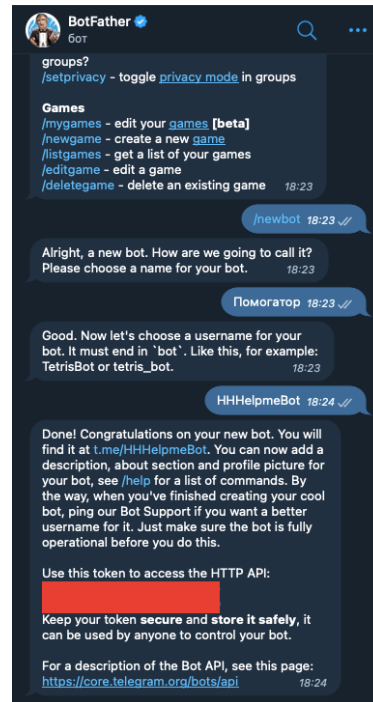 BotFather
бот
groups?
/setprivacy - toggle privacy mode in groups
Games
/mygames - edit your games [beta]
/newgame - create a new game
/listgames - get a list of your games
/editgame - edit a game
/deletegame - delete an existing game 18:23
/newbot 18:23
Alright, a new bot. How are we going to call it?
Please choose a name for your bot. 18:23
Помогатор 18:23
Good. Now let's choose a username for your
bot. It must end in `bot`. Like this, for example:
TetrisBot or tetris_bot. 18:23
HHHelpmeBot 18:24
Done! Congratulations on your new bot. You will
find it at t.me/HHHelpmeBot. You can now add a
description, about section and profile picture for
your bot, see /help for a list of commands. By
the way, when you've finished creating your cool
bot, ping our Bot Support if you want a better
username for it. Just make sure the bot is fully
operational before you do this.
Use this token to access the HTTP API:
Keep your token secure and store it safely, it
can be used by anyone to control your bot.
For a description of the Bot API, see this page:
https://core.telegram.org/bots/api 18:24